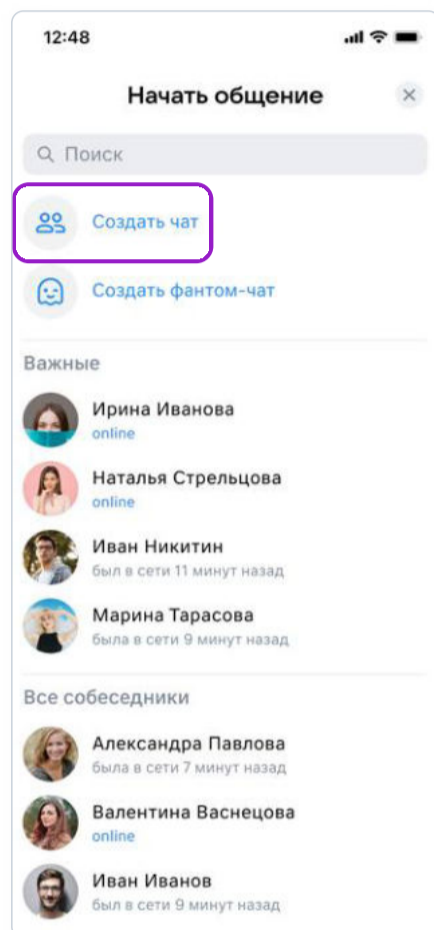 12:48
Начать общение
Поиск
Создать чат
Создать фантом-чат
Важные
Ирина Иванова
online
Наталья Стрельцова
online
Иван Никитин
был в сети 11 минут назад
Марина Тарасова
была в сети 9 минут назад
Все собеседники
Александра Павлова
была в сети 7 минут назад
Валентина Васнецова
online
Иван Иванов
был в сети 9 минут назад